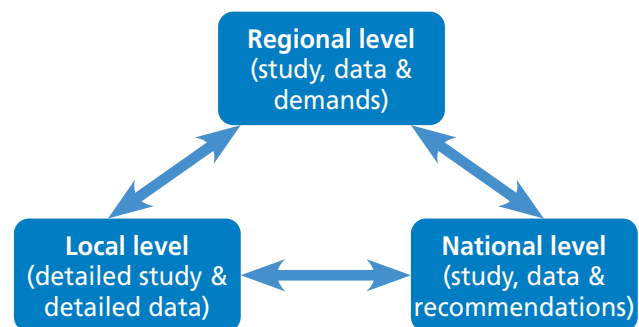 Regional level
(study, data &
demands)
Local level
(detailed study &
detailed data)
National level
(study, data &
recommendations)